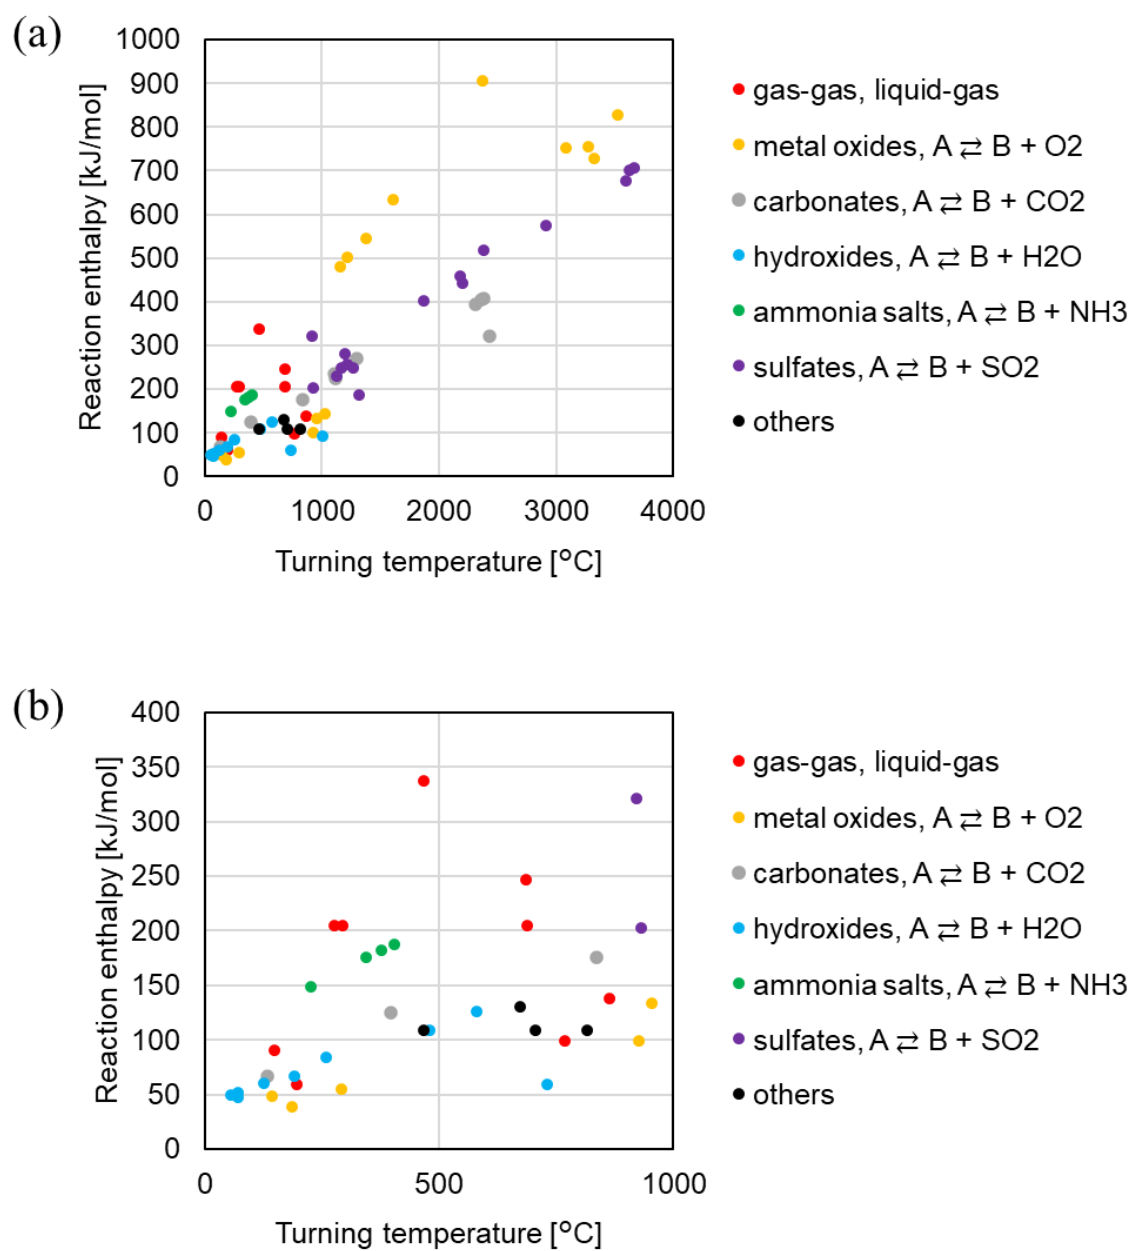 (a)
Reaction enthalpy [kJ/mol]
1000
900
800
700
600
500
400
300
200
100
0
0 1000 2000 3000 4000
Turning temperature [°C]
gas-gas, liquid-gas
metal oxides, A ⇄ B + O2
carbonates, A ⇄ B + CO2
hydroxides, A ⇄ B + H2O
ammonia salts, A ⇄ B + NH3
sulfates, A ⇄ B + SO2
others
(b)
Reaction enthalpy [kJ/mol]
400
350
300
250
200
150
100
50
0
0 500 1000
Turning temperature [°C]
gas-gas, liquid-gas
metal oxides, A ⇄ B + O2
carbonates, A ⇄ B + CO2
hydroxides, A ⇄ B + H2O
ammonia salts, A ⇄ B + NH3
sulfates, A ⇄ B + SO2
others